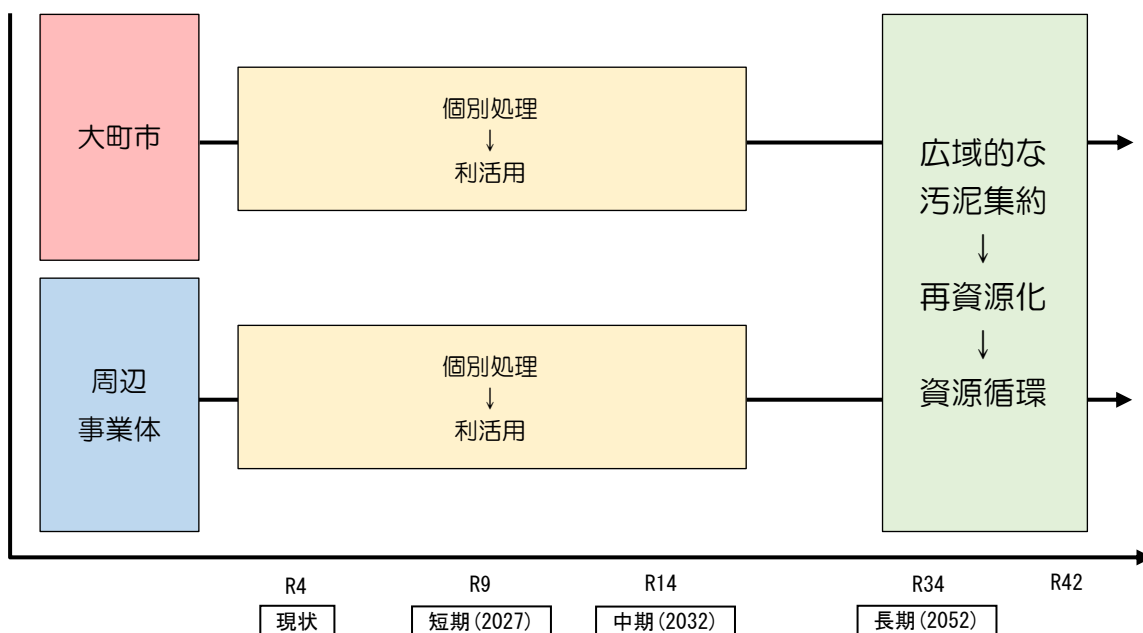 大町市
個別処理
↓
利活用
広域的な
汚泥集約
↓
再資源化
↓
資源循環
周辺
事業体
個別処理
↓
利活用
R4
R9
R14
R34
R42
現状
短期(2027)
中期(2032)
長期(2052)